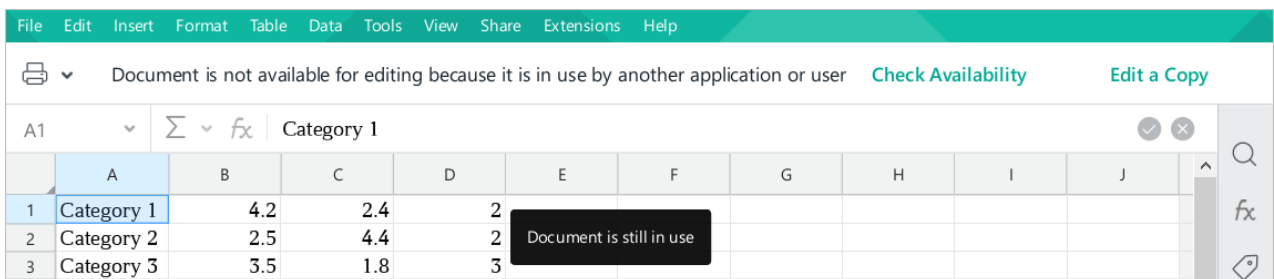 File Edit Insert Format Table Data Tools View Share Extensions Help
Document is not available for editing because it is in use by another application or user Check Availability Edit a Copy
A1 Σ fx Category 1
A B C D E F G H I J
1 Category 1 4.2 2.4 2
2 Category 2 2.5 4.4 2 Document is still in use
3 Category 3 3.5 1.8 3
fx